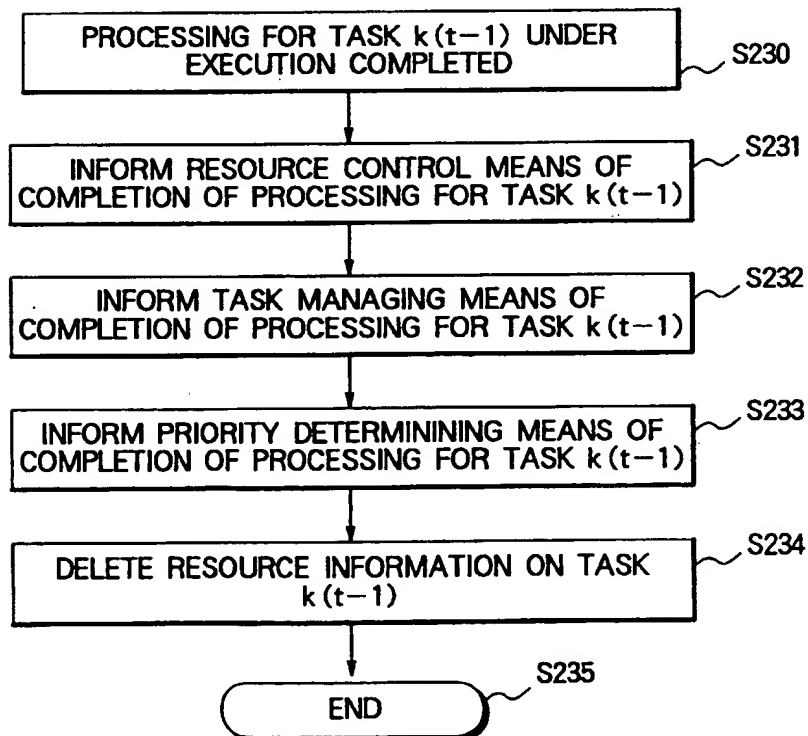 PROCESSING FOR TASK k(t−1) UNDER
EXECUTION COMPLETED
S230
INFORM RESOURCE CONTROL MEANS OF
COMPLETION OF PROCESSING FOR TASK k(t−1)
S231
INFORM TASK MANAGING MEANS OF
COMPLETION OF PROCESSING FOR TASK k(t−1)
S232
INFORM PRIORITY DETERMININING MEANS OF
COMPLETION OF PROCESSING FOR TASK k(t−1)
S233
DELETE RESOURCE INFORMATION ON TASK
k(t−1)
S234
END
S235